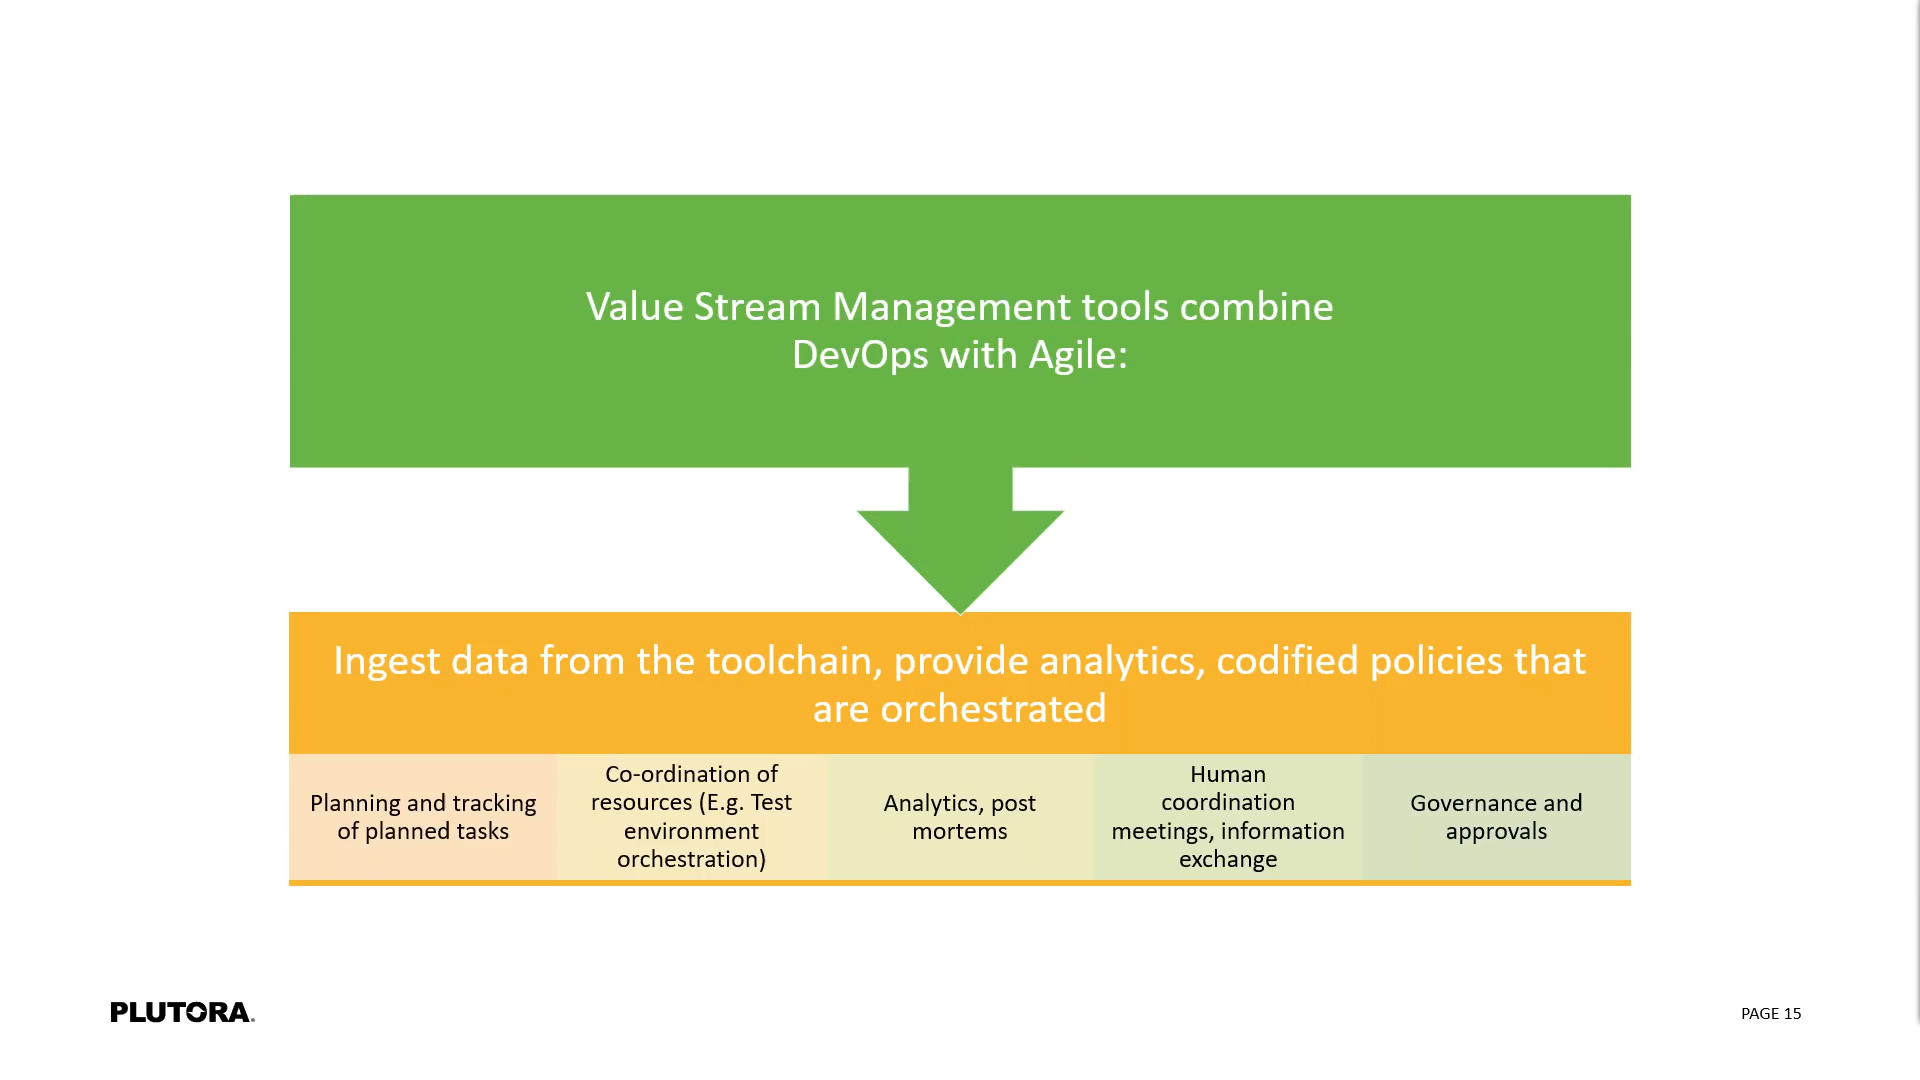 Value Stream Management tools combine
DevOps with Agile:
Ingest data from the toolchain, provide analytics, codified policies that
are orchestrated
Planning and tracking
of planned tasks
Co-ordination of
resources (E.g. Test
environment
orchestration)
Analytics, post
mortems
Human
coordination
meetings, information
exchange
Governance and
approvals
PLUTORA.
PAGE 15